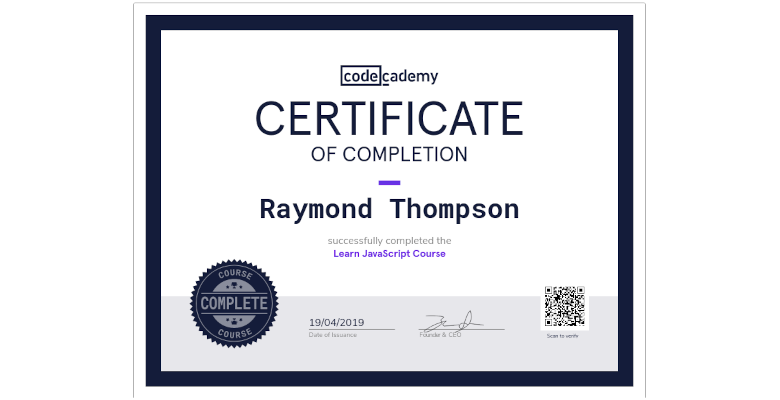 codecademy
CERTIFICATE
OF COMPLETION
Raymond Thompson
successfully completed the
Learn JavaScript Course
COURSE
COMPLETE
COURSE
19/04/2019
Date of Issuance
Founder & CEO
Scan to verify